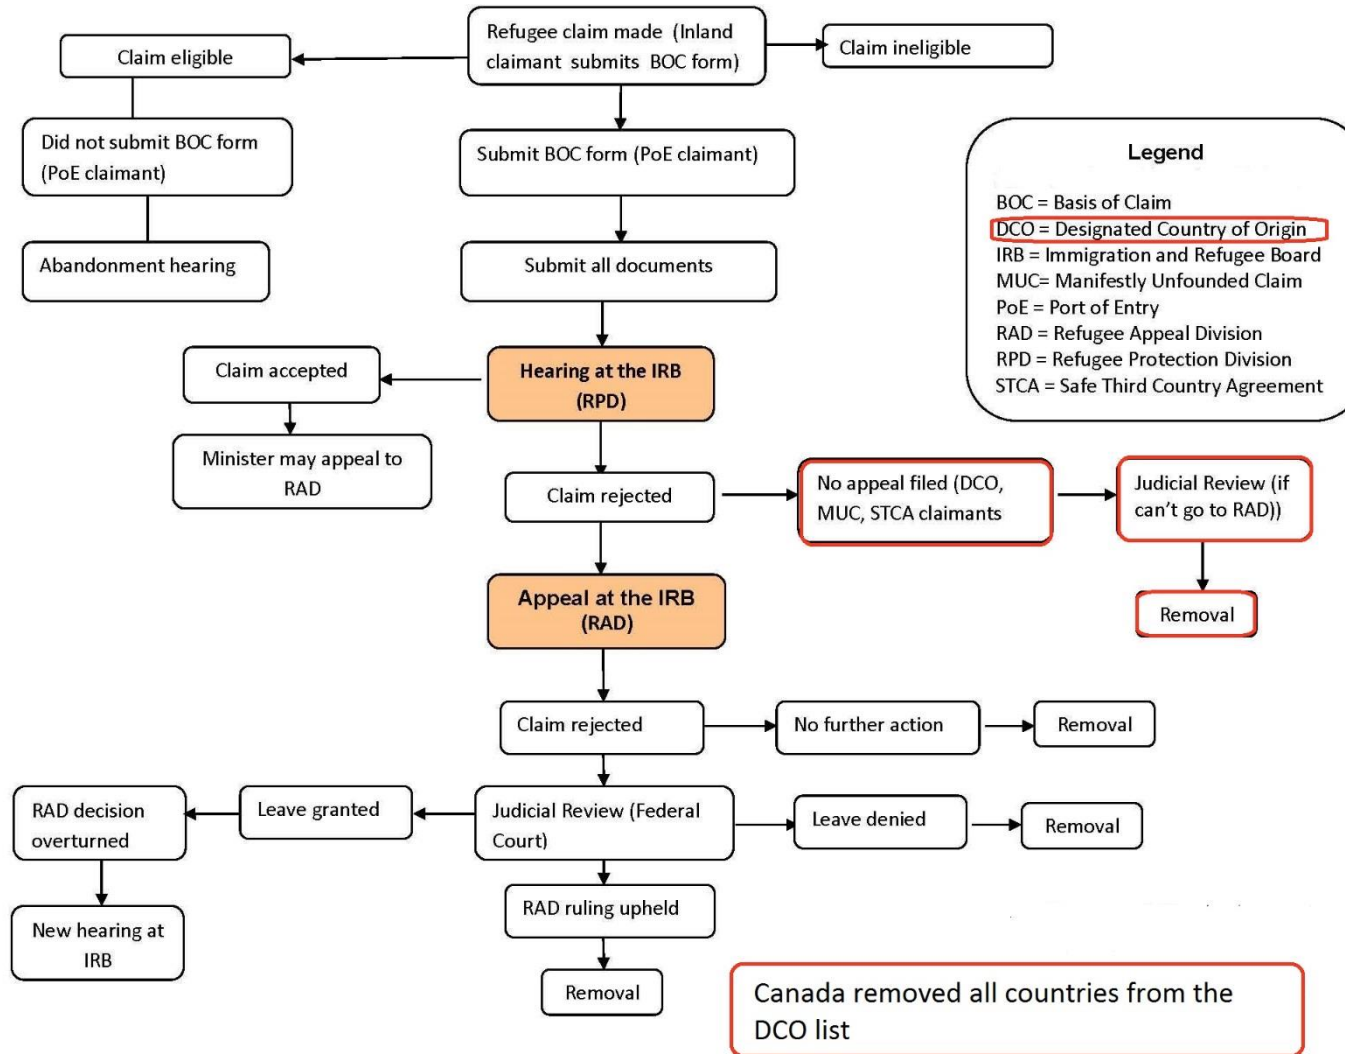 Refugee claim made (Inland
claimant submits BOC form)
Claim eligible
Claim ineligible
Did not submit BOC form
(PoE claimant)
Submit BOC form (PoE claimant)
Abandonment hearing
Submit all documents
Legend
BOC = Basis of Claim
DCO = Designated Country of Origin
IRB = Immigration and Refugee Board
MUC= Manifestly Unfounded Claim
PoE = Port of Entry
RAD = Refugee Appeal Division
RPD = Refugee Protection Division
STCA = Safe Third Country Agreement
Claim accepted
Hearing at the IRB
(RPD)
Minister may appeal to
RAD
Claim rejected
No appeal filed (DCO,
MUC, STCA claimants
Judicial Review (if
can't go to RAD))
Removal
Appeal at the IRB
(RAD)
Claim rejected
No further action
Removal
RAD decision
overturned
Leave granted
Judicial Review (Federal
Court)
Leave denied
Removal
New hearing at
IRB
RAD ruling upheld
Removal
Canada removed all countries from the
DCO list